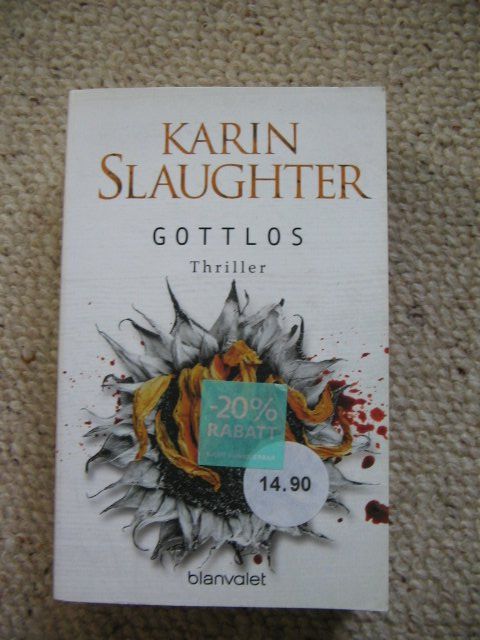 KARIN
SLAUGHTER
GOTTLOS
Thriller
-20%
RABATT
14.90
blanvalet